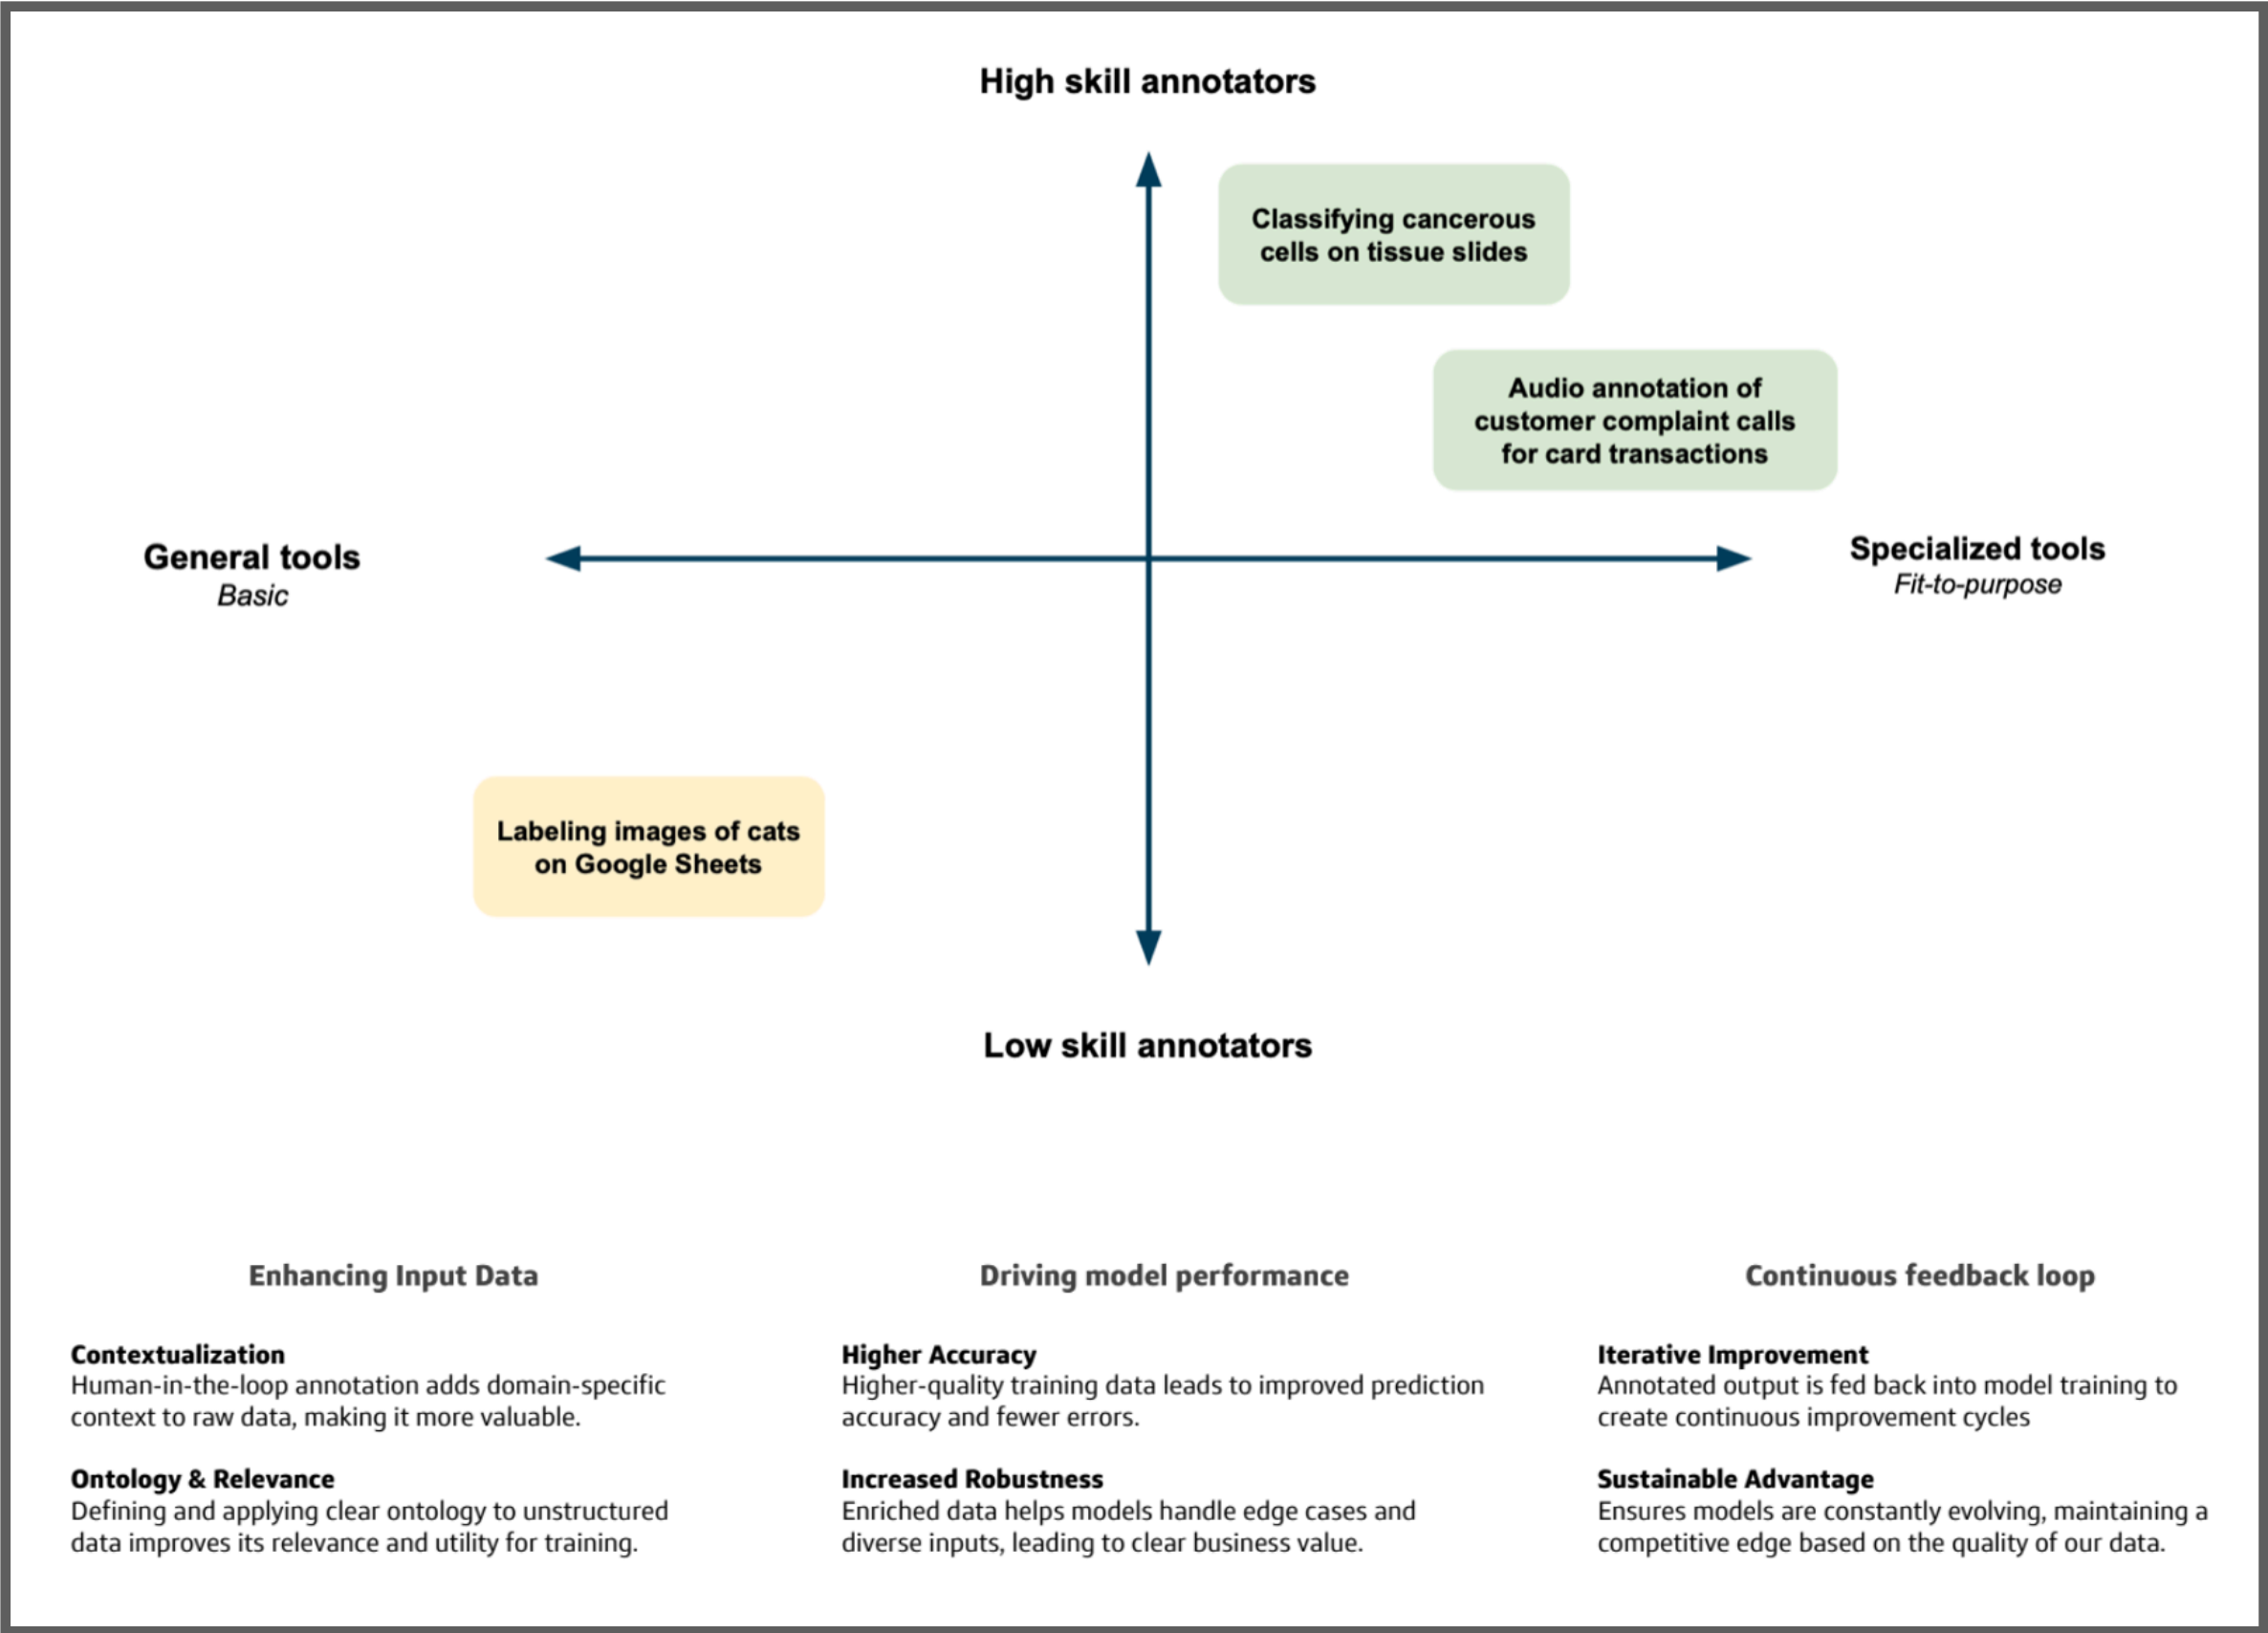 High skill annotators
Classifying cancerous
cells on tissue slides
Audio annotation of
customer complaint calls
for card transactions
General tools
Basic
Specialized tools
Fit-to-purpose
Labeling images of cats
on Google Sheets
Low skill annotators
Enhancing Input Data
Contextualization
Human-in-the-loop annotation adds domain-specific
context to raw data, making it more valuable.
Ontology & Relevance
Defining and applying clear ontology to unstructured
data improves its relevance and utility for training.
Driving model performance
Higher Accuracy
Higher-quality training data leads to improved prediction
accuracy and fewer errors.
Increased Robustness
Enriched data helps models handle edge cases and
diverse inputs, leading to clear business value.
Continuous feedback loop
Iterative Improvement
Annotated output is fed back into model training to
create continuous improvement cycles
Sustainable Advantage
Ensures models are constantly evolving, maintaining a
competitive edge based on the quality of our data.